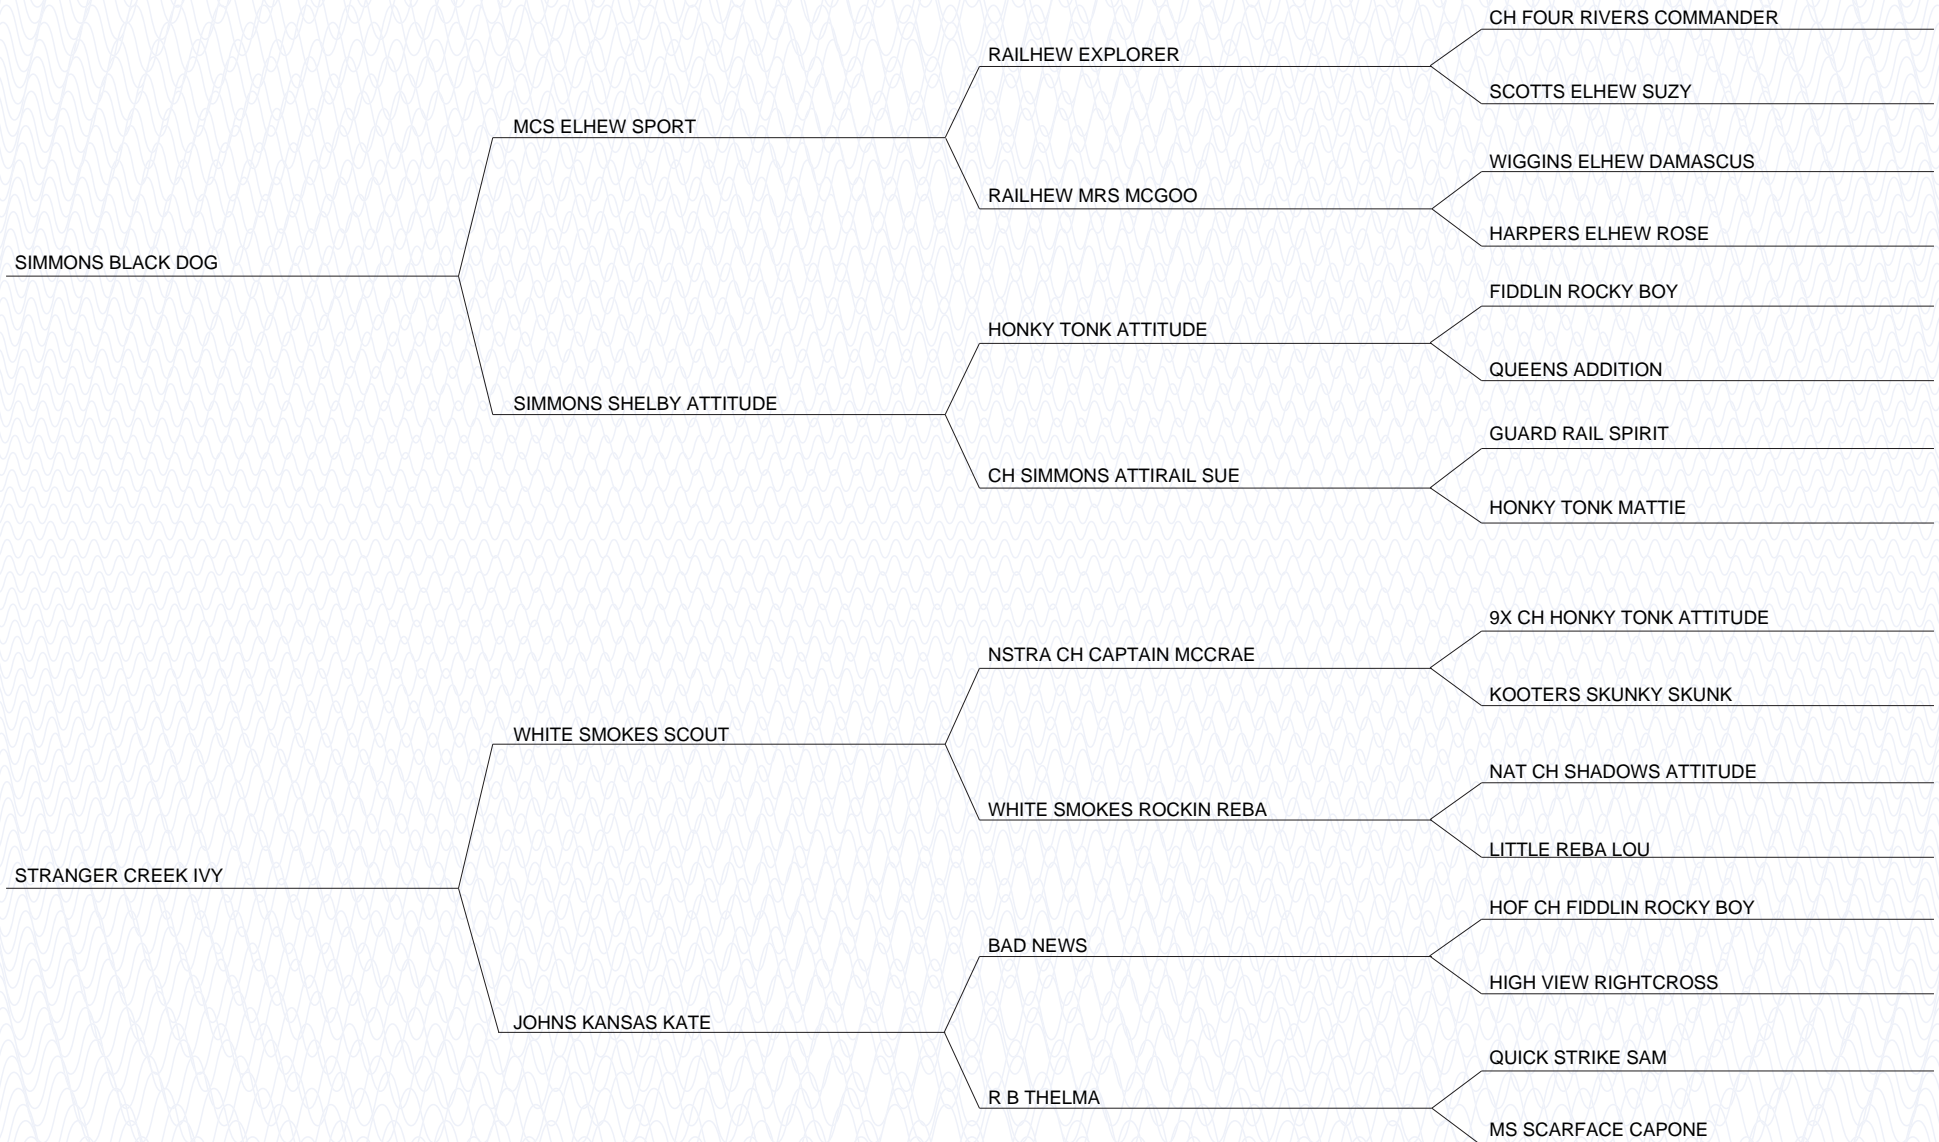 CH FOUR RIVERS COMMANDER
RAILHEW EXPLORER
SCOTTS ELHEW SUZY
MCS ELHEW SPORT
WIGGINS ELHEW DAMASCUS
RAILHEW MRS MCGOO
HARPERS ELHEW ROSE
SIMMONS BLACK DOG
FIDDLIN ROCKY BOY
HONKY TONK ATTITUDE
QUEENS ADDITION
SIMMONS SHELBY ATTITUDE
GUARD RAIL SPIRIT
CH SIMMONS ATTIRAIL SUE
HONKY TONK MATTIE
9X CH HONKY TONK ATTITUDE
NSTRA CH CAPTAIN MCCRAE
KOOTERS SKUNKY SKUNK
WHITE SMOKES SCOUT
NAT CH SHADOWS ATTITUDE
WHITE SMOKES ROCKIN REBA
LITTLE REBA LOU
STRANGER CREEK IVY
HOF CH FIDDLIN ROCKY BOY
BAD NEWS
HIGH VIEW RIGHTCROSS
JOHNS KANSAS KATE
QUICK STRIKE SAM
R B THELMA
MS SCARFACE CAPONE